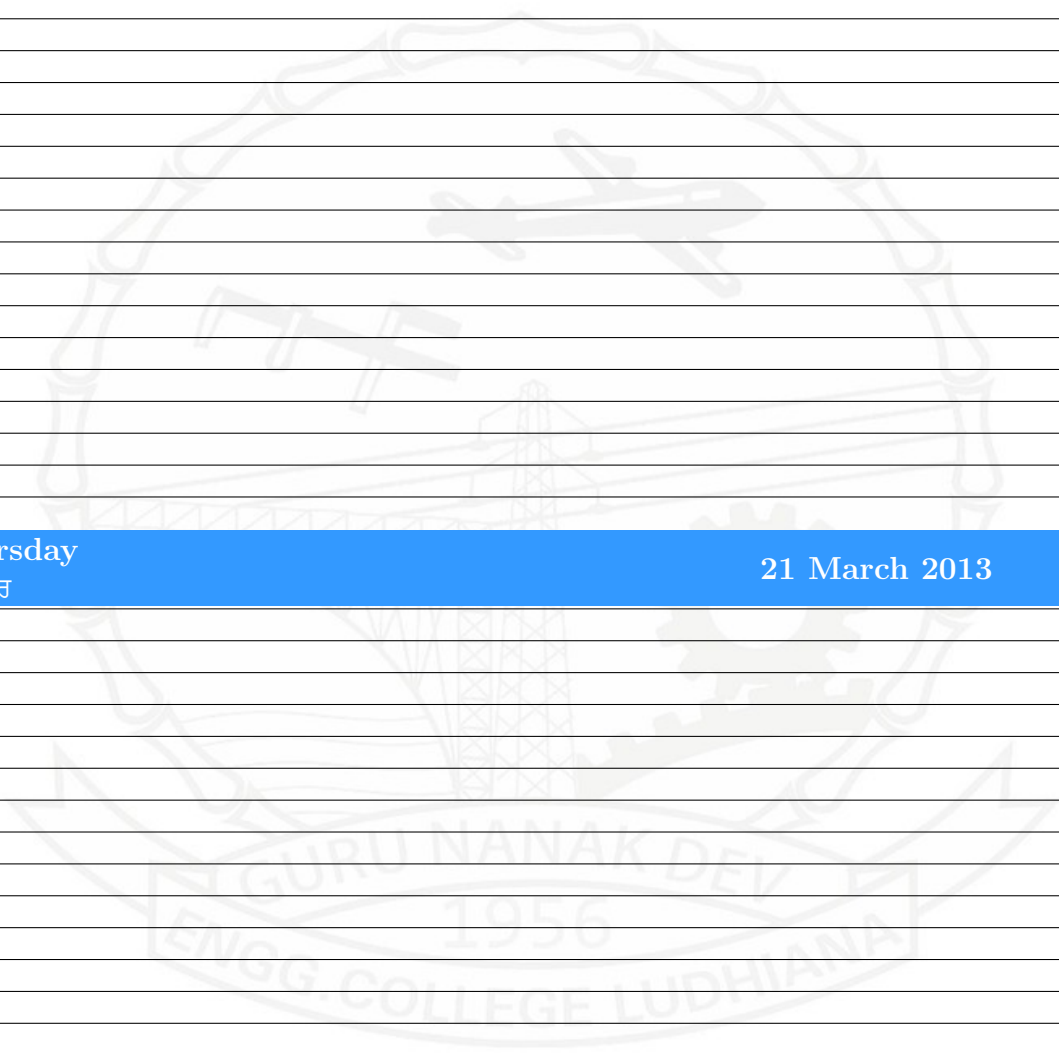 rsday
21 March 2013
ਰ
GURU NANAK DEV
1956
ENGG.COLLEGE LUDHIANA